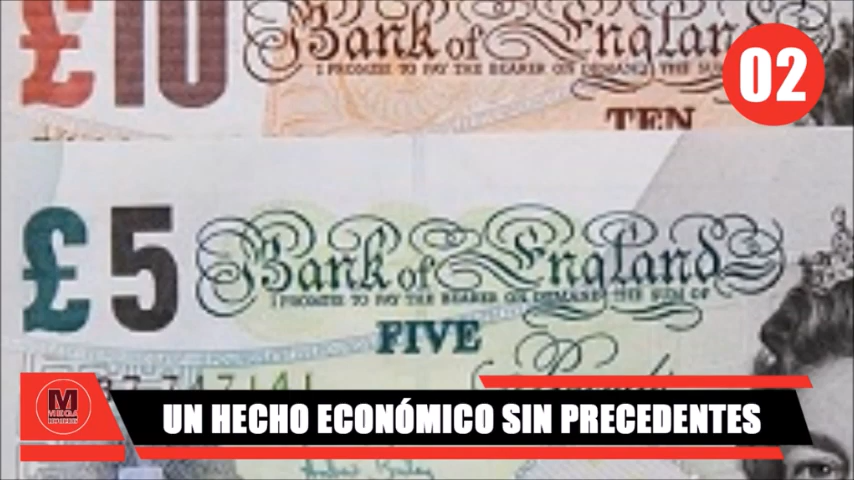 £10
Bank of England
I PROMISE TO PAY THE BEARER ON DEMAND THE SUM
TEN
02
£5
Bank of England
I PROMISE TO PAY THE BEARER ON DEMAND THE SUM OF
FIVE
M
MEGA
UN HECHO ECONÓMICO SIN PRECEDENTES